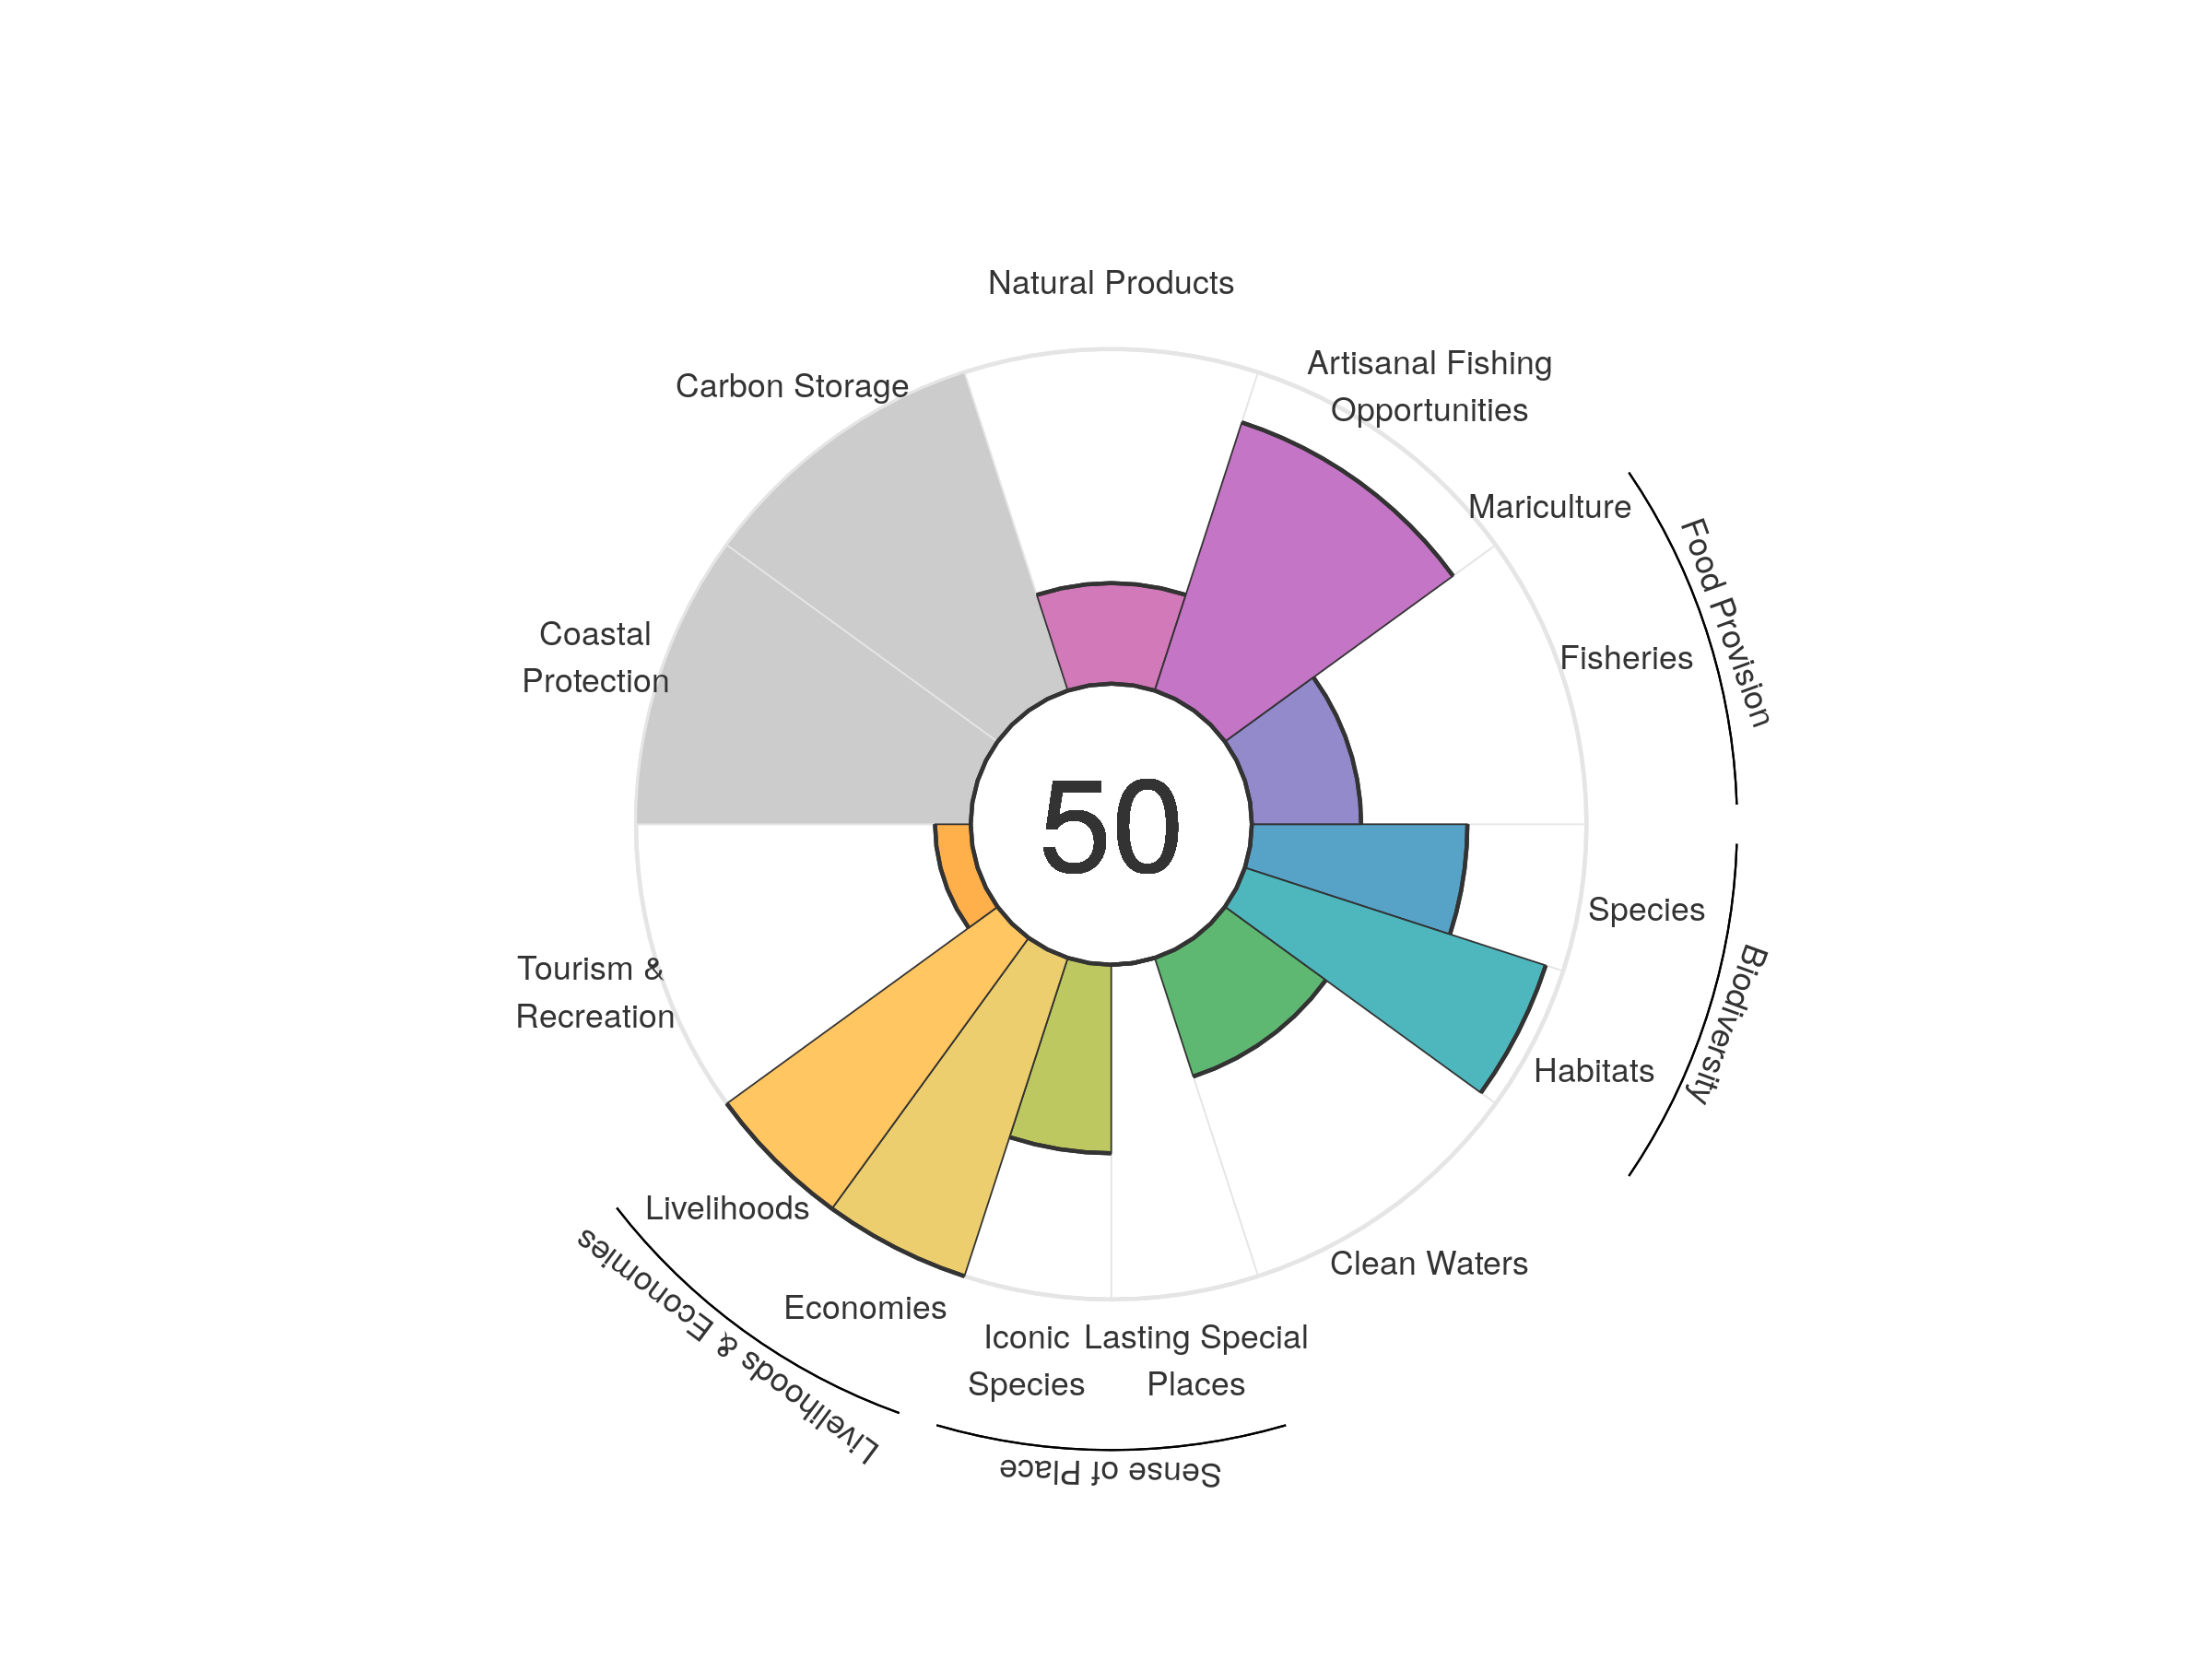 Natural Products
Artisanal Fishing
Opportunities
Carbon Storage
Mariculture
Food Provision
Coastal
Protection
Fisheries
50
Species
Biodiversity
Tourism &
Recreation
Habitats
Livelihoods
Clean Waters
Economies
Livelihoods & Economies
Iconic
Species
Lasting Special
Places
Sense of Place